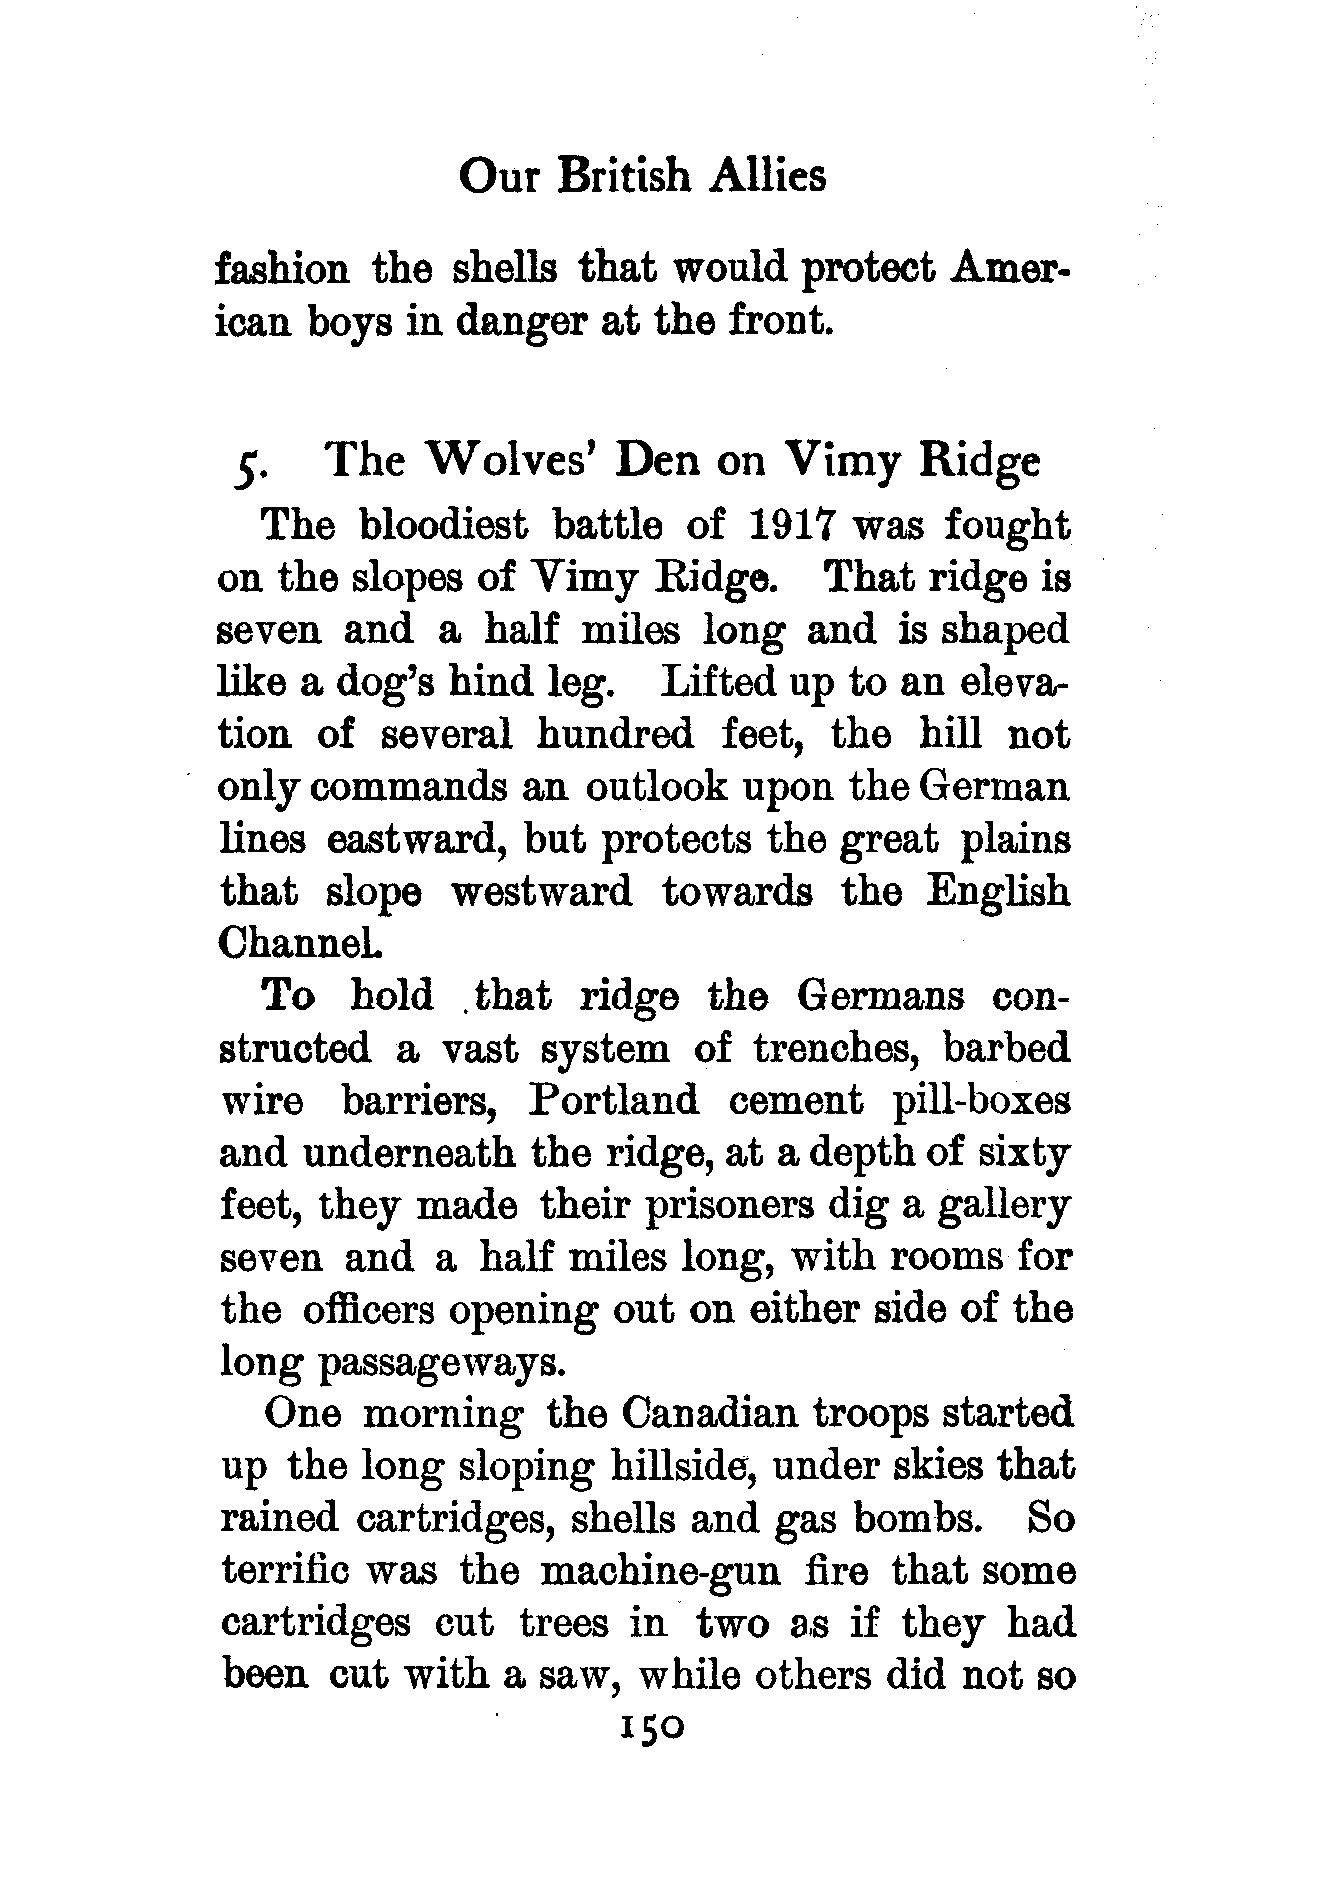 Our British Allies
fashion the shells that would protect Amer-
ican boys in danger at the front.
5. The Wolves' Den on Vimy Ridge
The bloodiest battle of 1917 was fought
on the slopes of Vimy Ridge. That ridge is
seven and a half miles long and is shaped
like a dog's hind leg. Lifted up to an eleva-
tion of several hundred feet, the hill not
only commands an outlook upon the German
lines eastward, but protects the great plains
that slope westward towards the English
Channel.
To hold that ridge the Germans con-
structed a vast system of trenches, barbed
wire barriers, Portland cement pill-boxes
and underneath the ridge, at a depth of sixty
feet, they made their prisoners dig a gallery
seven and a half miles long, with rooms for
the officers opening out on either side of the
long passageways.
One morning the Canadian troops started
up the long sloping hillside, under skies that
rained cartridges, shells and gas bombs. So
terrific was the machine-gun fire that some
cartridges cut trees in two as if they had
been cut with a saw, while others did not so
150